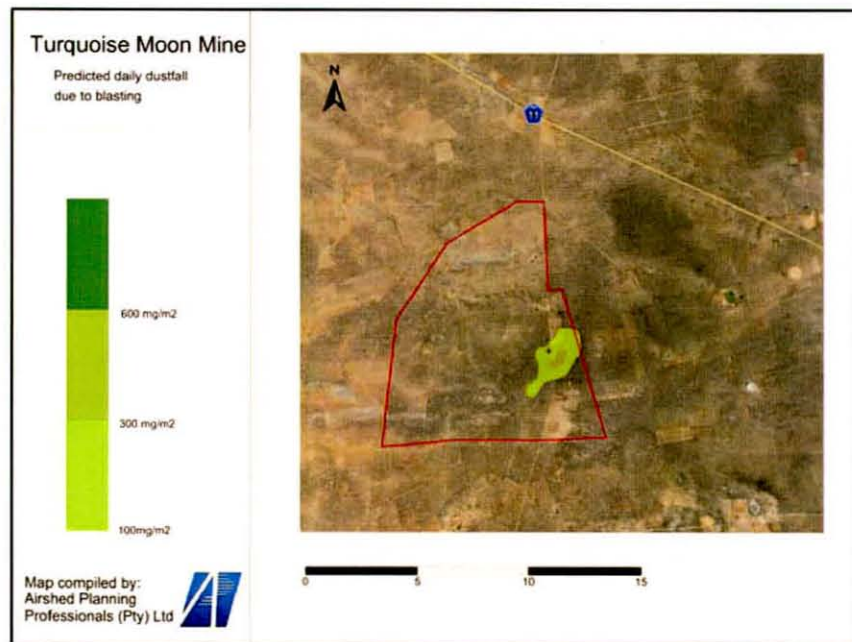 Turquoise Moon Mine
Predicted daily dustfall
due to blasting
600 mg/m2
300 mg/m2
100mg/m2
Map compiled by:
Airshed Planning
Professionals (Pty) Ltd
N
11
0
5
10
15